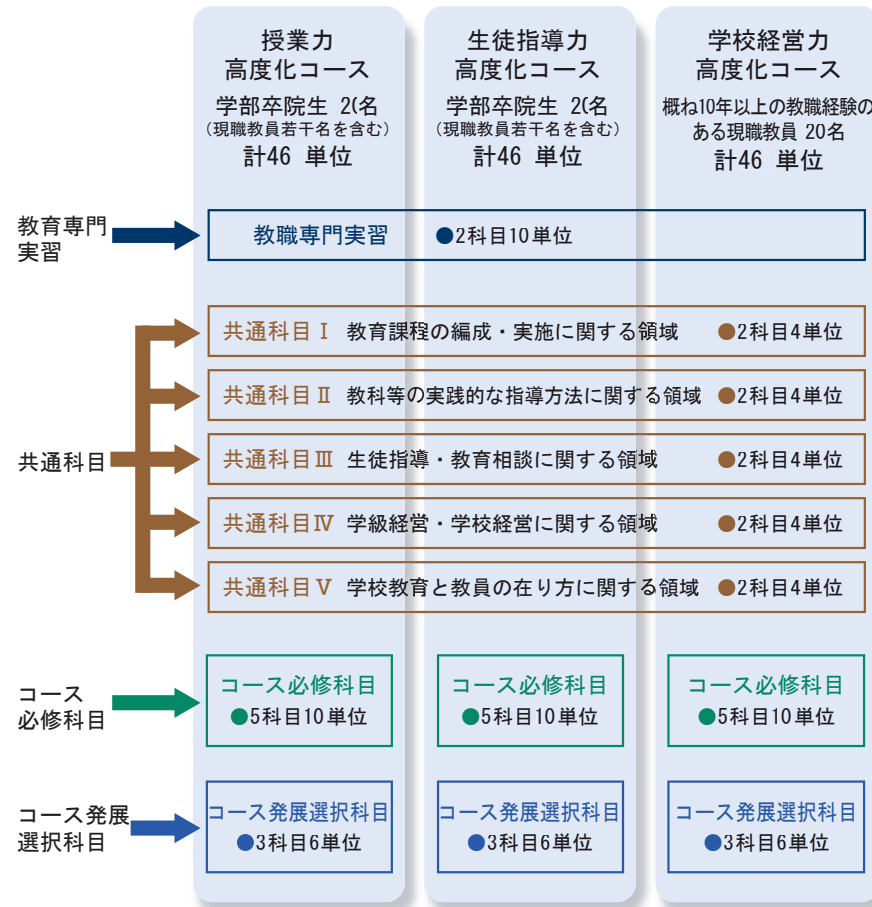 授業力
高度化コース
学部卒院生 20名
(現職教員若干名を含む)
計46 単位
生徒指導力
高度化コース
学部卒院生 20名
(現職教員若干名を含む)
計46 単位
学校経営力
高度化コース
概ね10年以上の教職経験の
ある現職教員 20名
計46 単位
教育専門
実習
教職専門実習 ●2科目10単位
共通科目
共通科目Ⅰ 教育課程の編成・実施に関する領域 ●2科目4単位
共通科目Ⅱ 教科等の実践的な指導方法に関する領域 ●2科目4単位
共通科目Ⅲ 生徒指導・教育相談に関する領域 ●2科目4単位
共通科目Ⅳ 学級経営・学校経営に関する領域 ●2科目4単位
共通科目Ⅴ 学校教育と教員の在り方に関する領域 ●2科目4単位
コース
必修科目
コース必修科目
●5科目10単位
コース必修科目
●5科目10単位
コース必修科目
●5科目10単位
コース発展
選択科目
コース発展選択科目
●3科目6単位
コース発展選択科目
●3科目6単位
コース発展選択科目
●3科目6単位